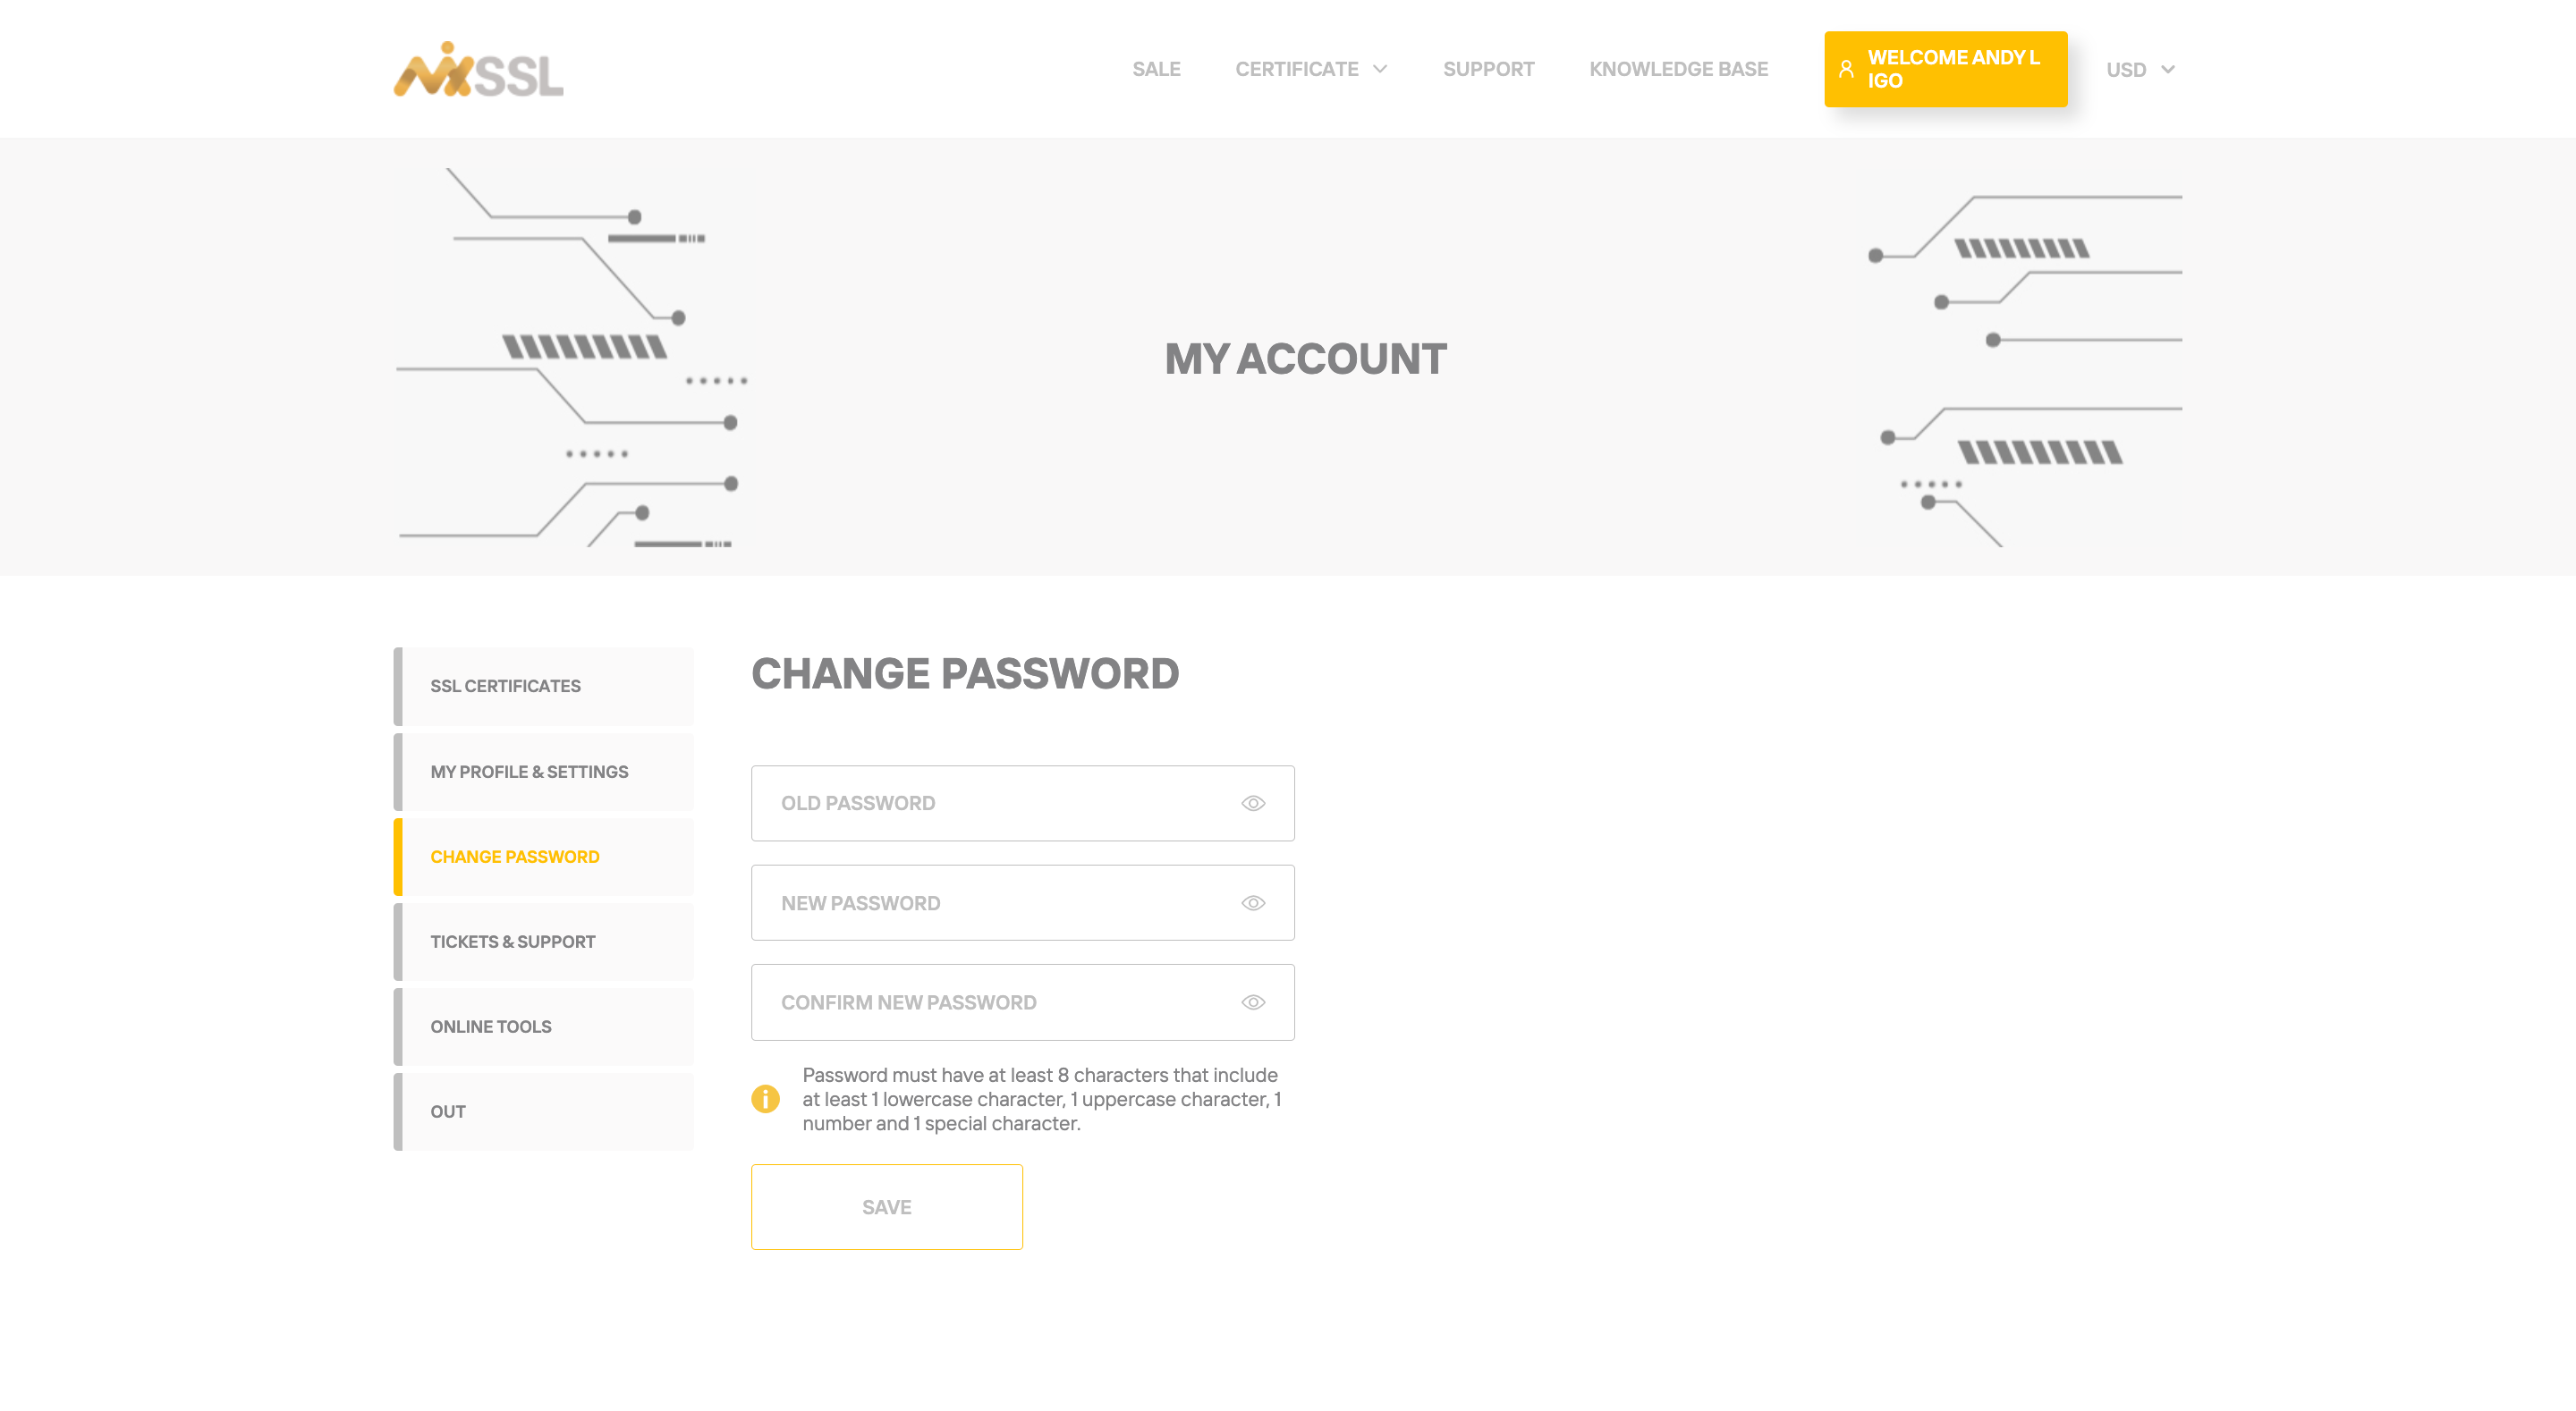 NixSSL
SALE
CERTIFICATE
SUPPORT
KNOWLEDGE BASE
WELCOME ANDY L
IGO
USD
MY ACCOUNT
SSL CERTIFICATES
MY PROFILE & SETTINGS
CHANGE PASSWORD
TICKETS & SUPPORT
ONLINE TOOLS
OUT
CHANGE PASSWORD
OLD PASSWORD
NEW PASSWORD
CONFIRM NEW PASSWORD
Password must have at least 8 characters that include
at least 1 lowercase character, 1 uppercase character, 1
number and 1 special character.
SAVE